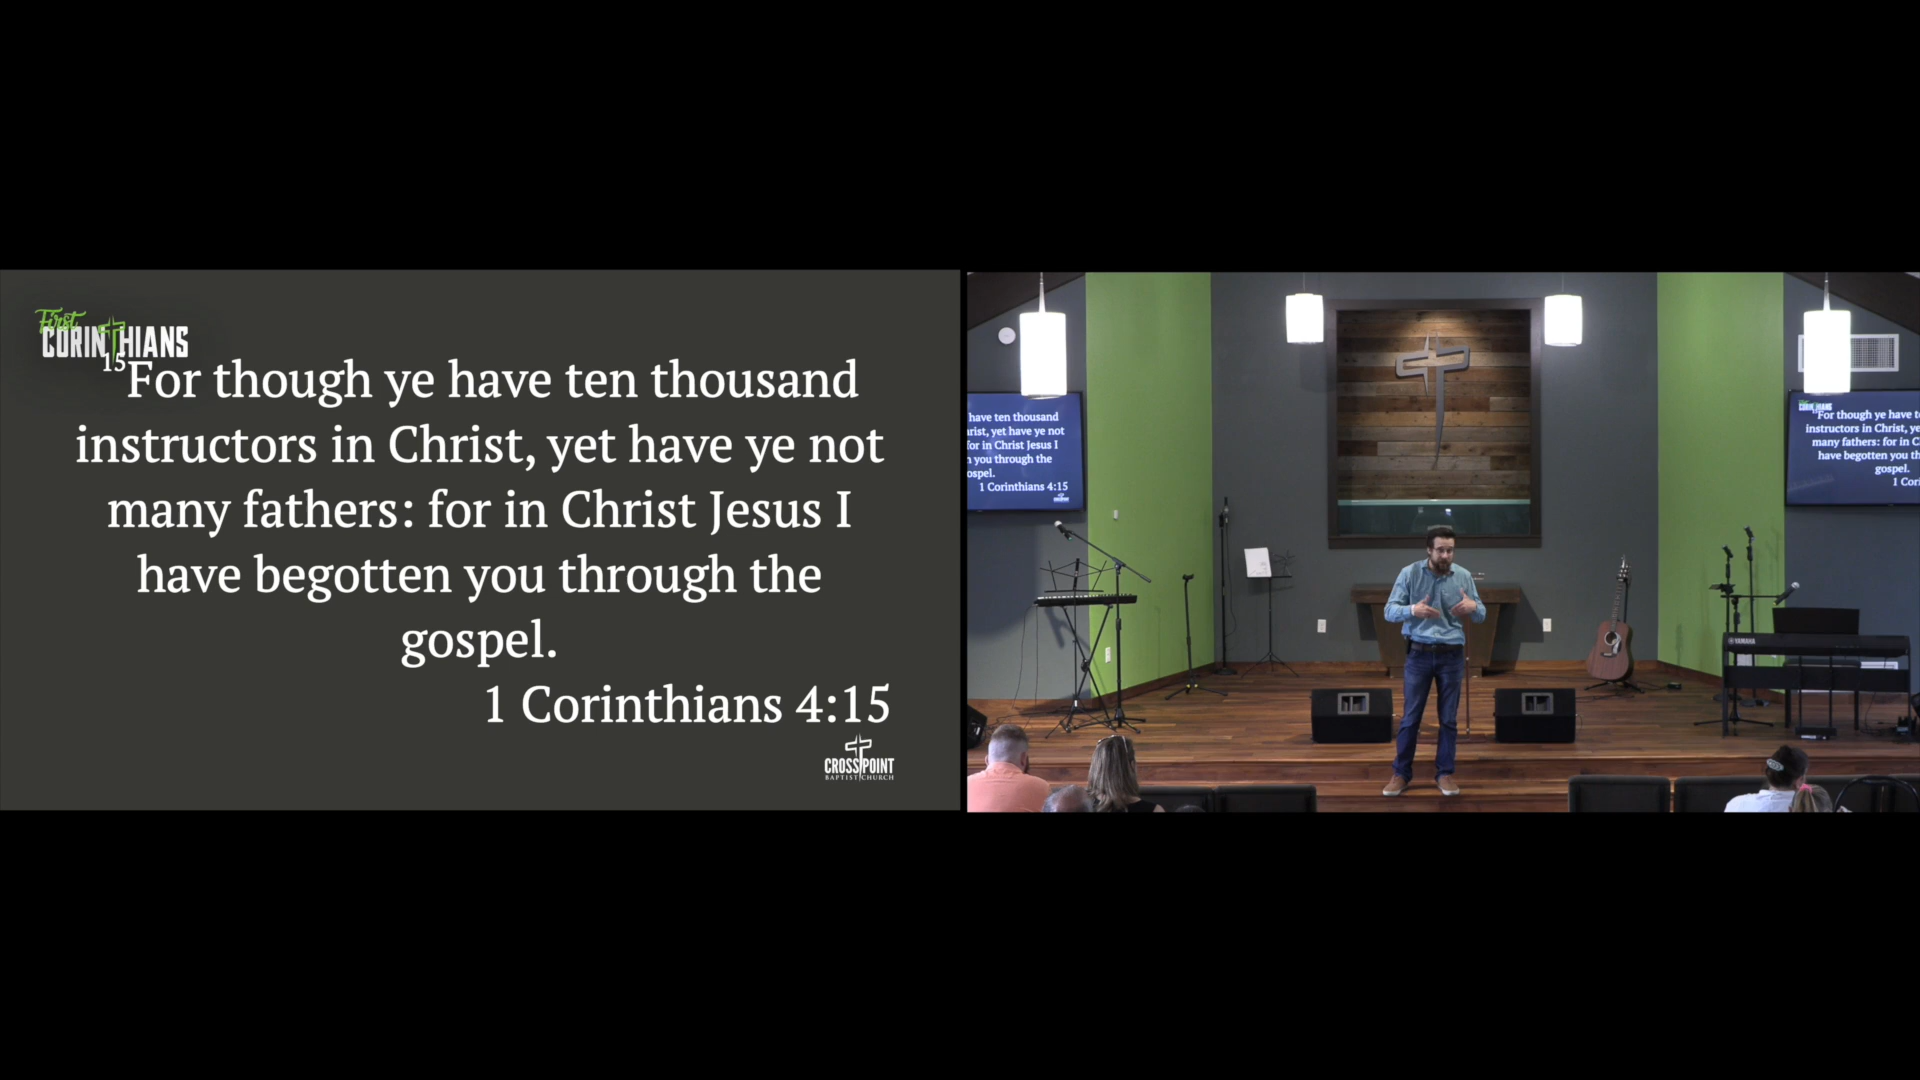 First
CORINTHIANS
15For though ye have ten thousand
instructors in Christ, yet have ye not
many fathers: for in Christ Jesus I
have begotten you through the
gospel.
1 Corinthians 4:15
CROSSPOINT
BAPTIST CHURCH
have ten thousand
rist, yet have ye not
for in Christ Jesus I
you through the
ospel.
1 Corinthians 4:15
CORINTHIANS
For though ye have t
instructors in Christ, ye
many fathers: for in C
have begotten you th
gospel.
1 Cori
YAMAHA